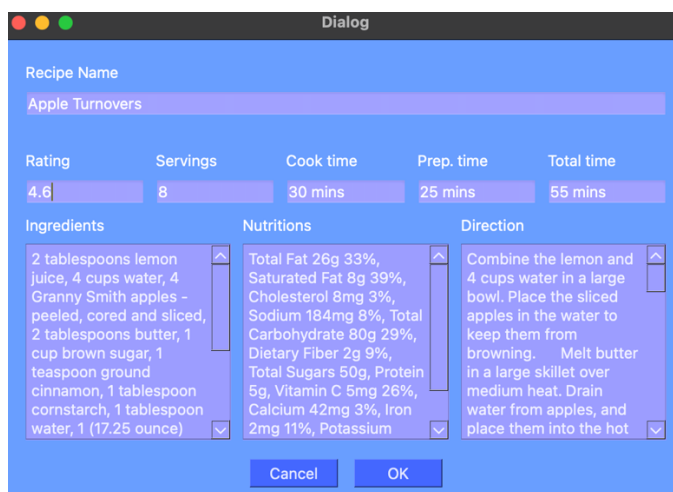 Dialog
Recipe Name
Apple Turnovers
Rating
Servings
Cook time
Prep. time
Total time
4.6
8
30 mins
25 mins
55 mins
Ingredients
2 tablespoons lemon
juice, 4 cups water, 4
Granny Smith apples -
peeled, cored and sliced,
2 tablespoons butter, 1
cup brown sugar, 1
teaspoon ground
cinnamon, 1 tablespoon
cornstarch, 1 tablespoon
water, 1 (17.25 ounce)
Nutritions
Total Fat 26g 33%,
Saturated Fat 8g 39%,
Cholesterol 8mg 3%,
Sodium 184mg 8%, Total
Carbohydrate 80g 29%,
Dietary Fiber 2g 9%,
Total Sugars 50g, Protein
5g, Vitamin C 5mg 26%,
Calcium 42mg 3%, Iron
2mg 11%, Potassium
Direction
Combine the lemon and
4 cups water in a large
bowl. Place the sliced
apples in the water to
keep them from
browning. Melt butter
in a large skillet over
medium heat. Drain
water from apples, and
place them into the hot
Cancel
OK